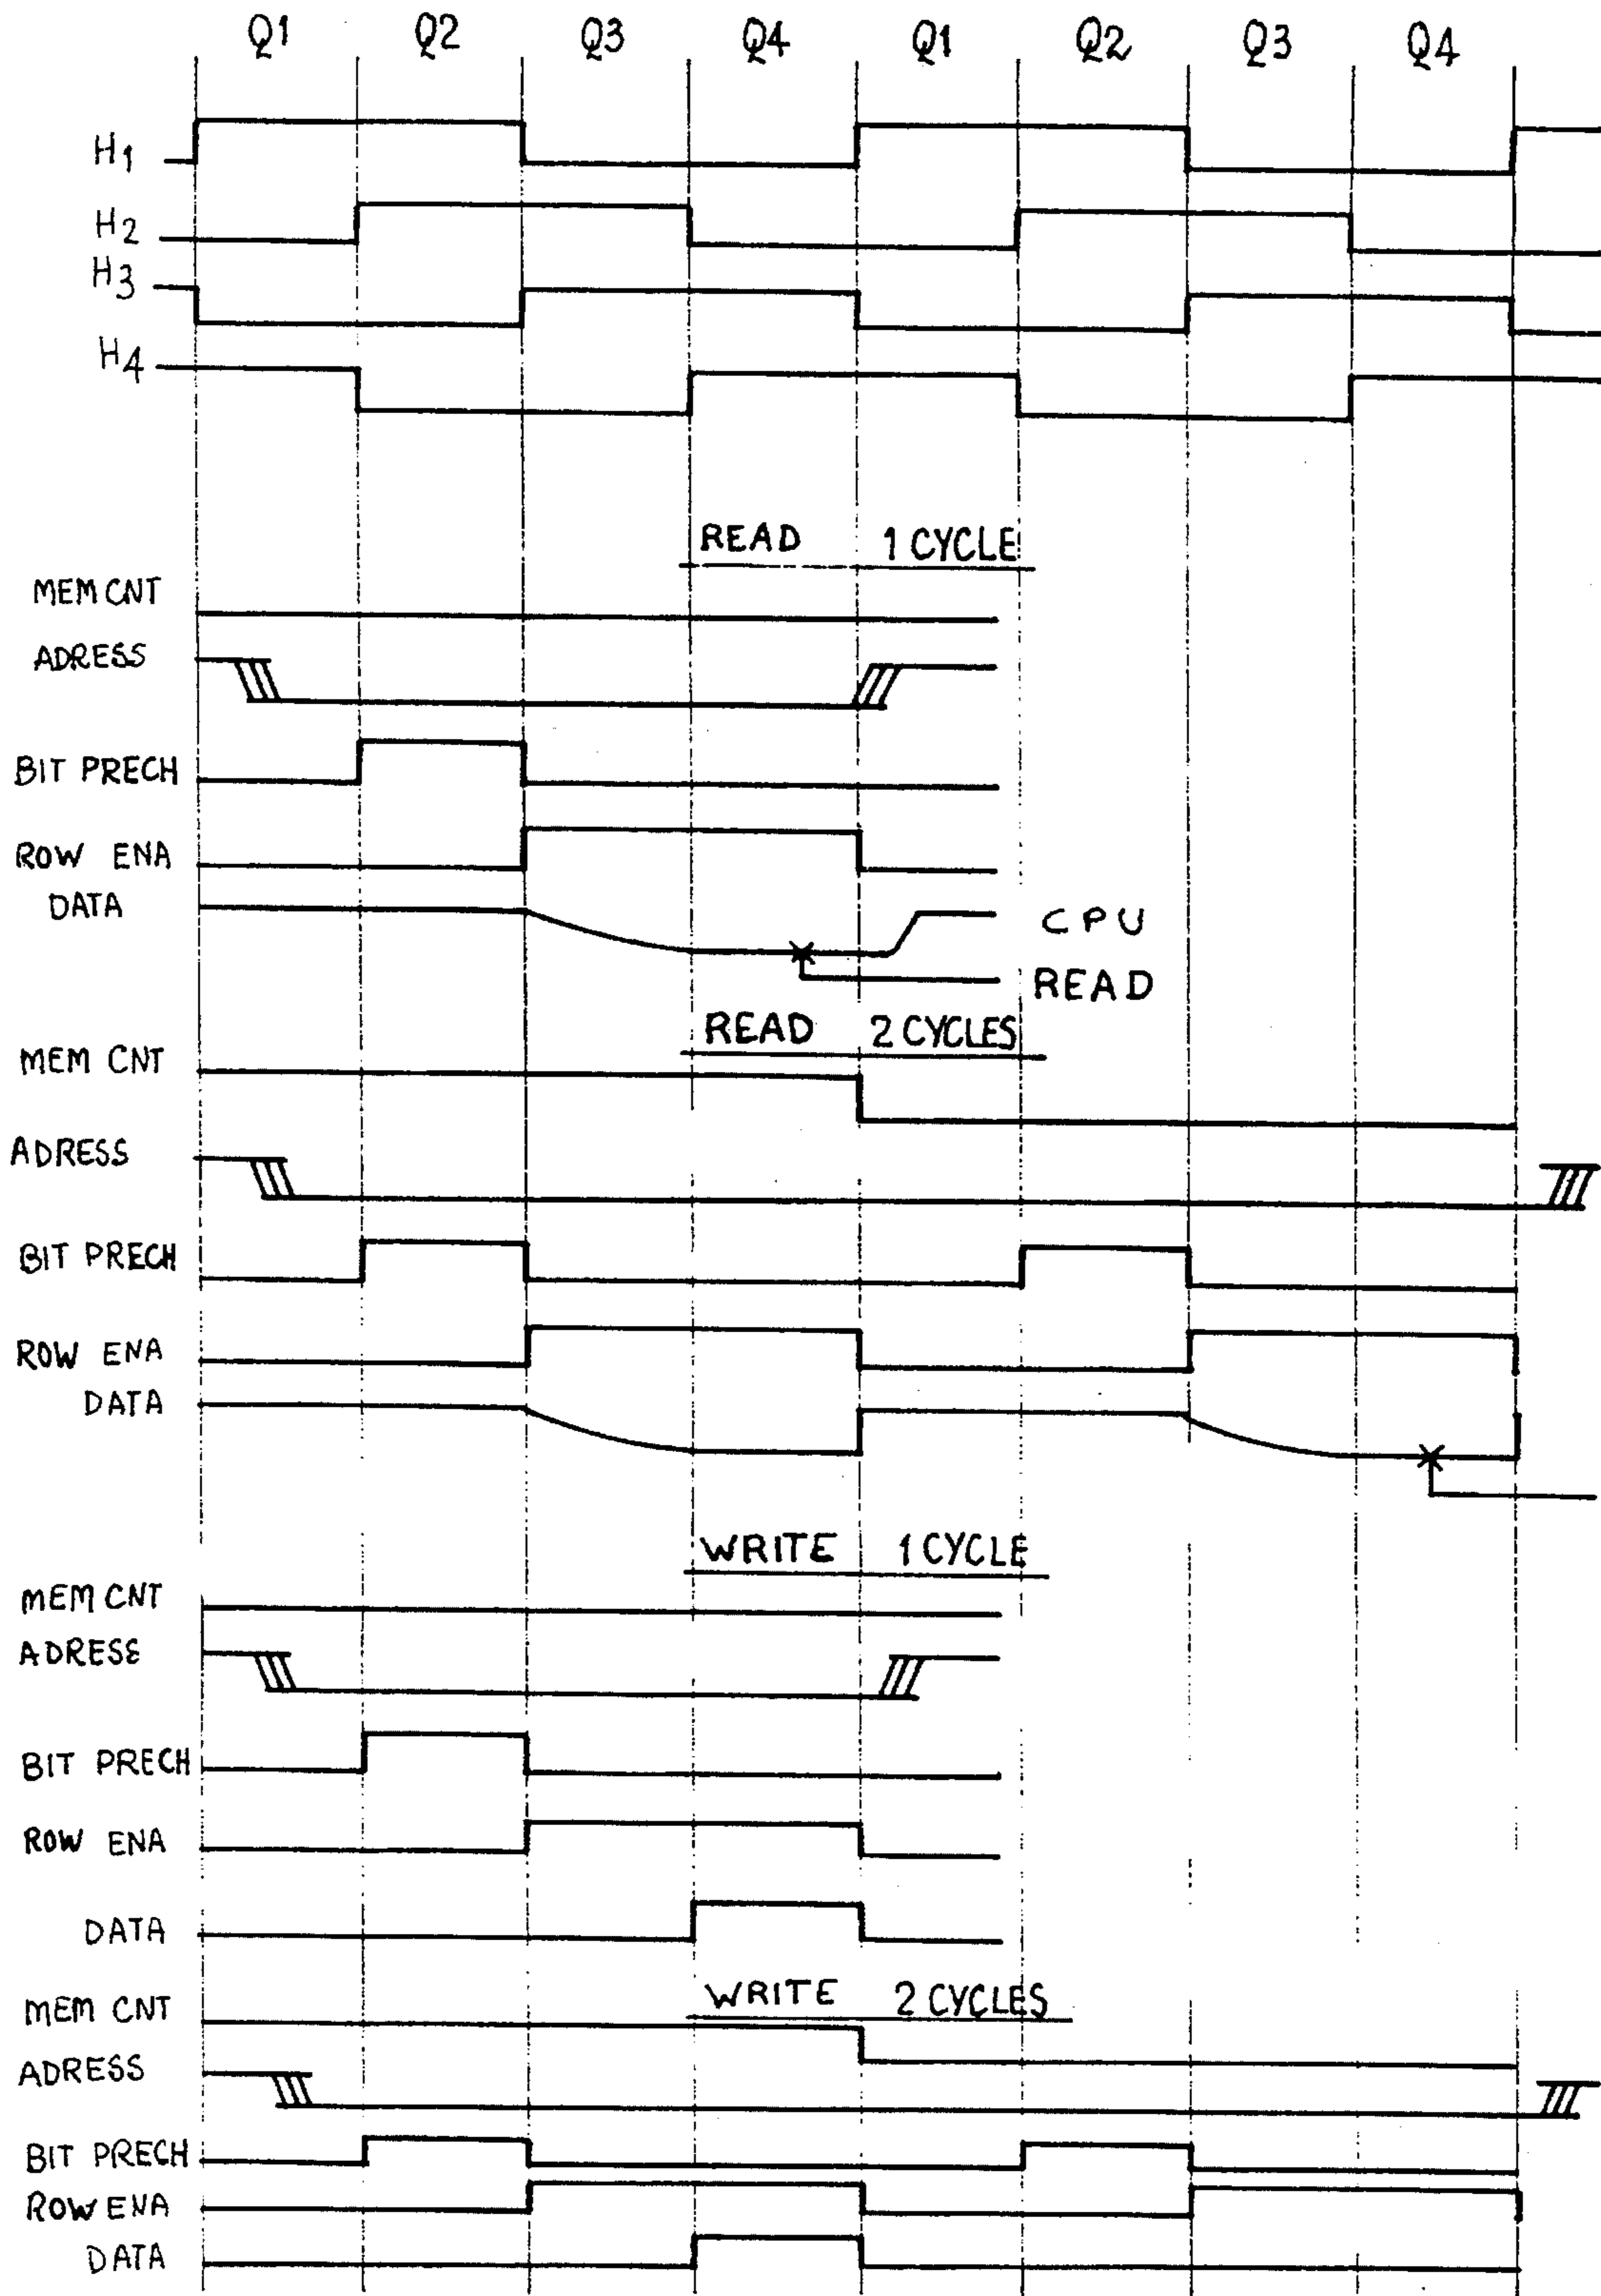 Q1 Q2 Q3 Q4 Q1 Q2 Q3 Q4
H1
H2
H3
H4
READ 1 CYCLE
MEM CNT
ADRESS
BIT PRECH
ROW ENA
DATA
CPU
READ
READ 2 CYCLES
MEM CNT
ADRESS
BIT PRECH
ROW ENA
DATA
WRITE 1 CYCLE
MEM CNT
ADRESS
BIT PRECH
ROW ENA
DATA
WRITE 2 CYCLES
MEM CNT
ADRESS
BIT PRECH
ROW ENA
DATA